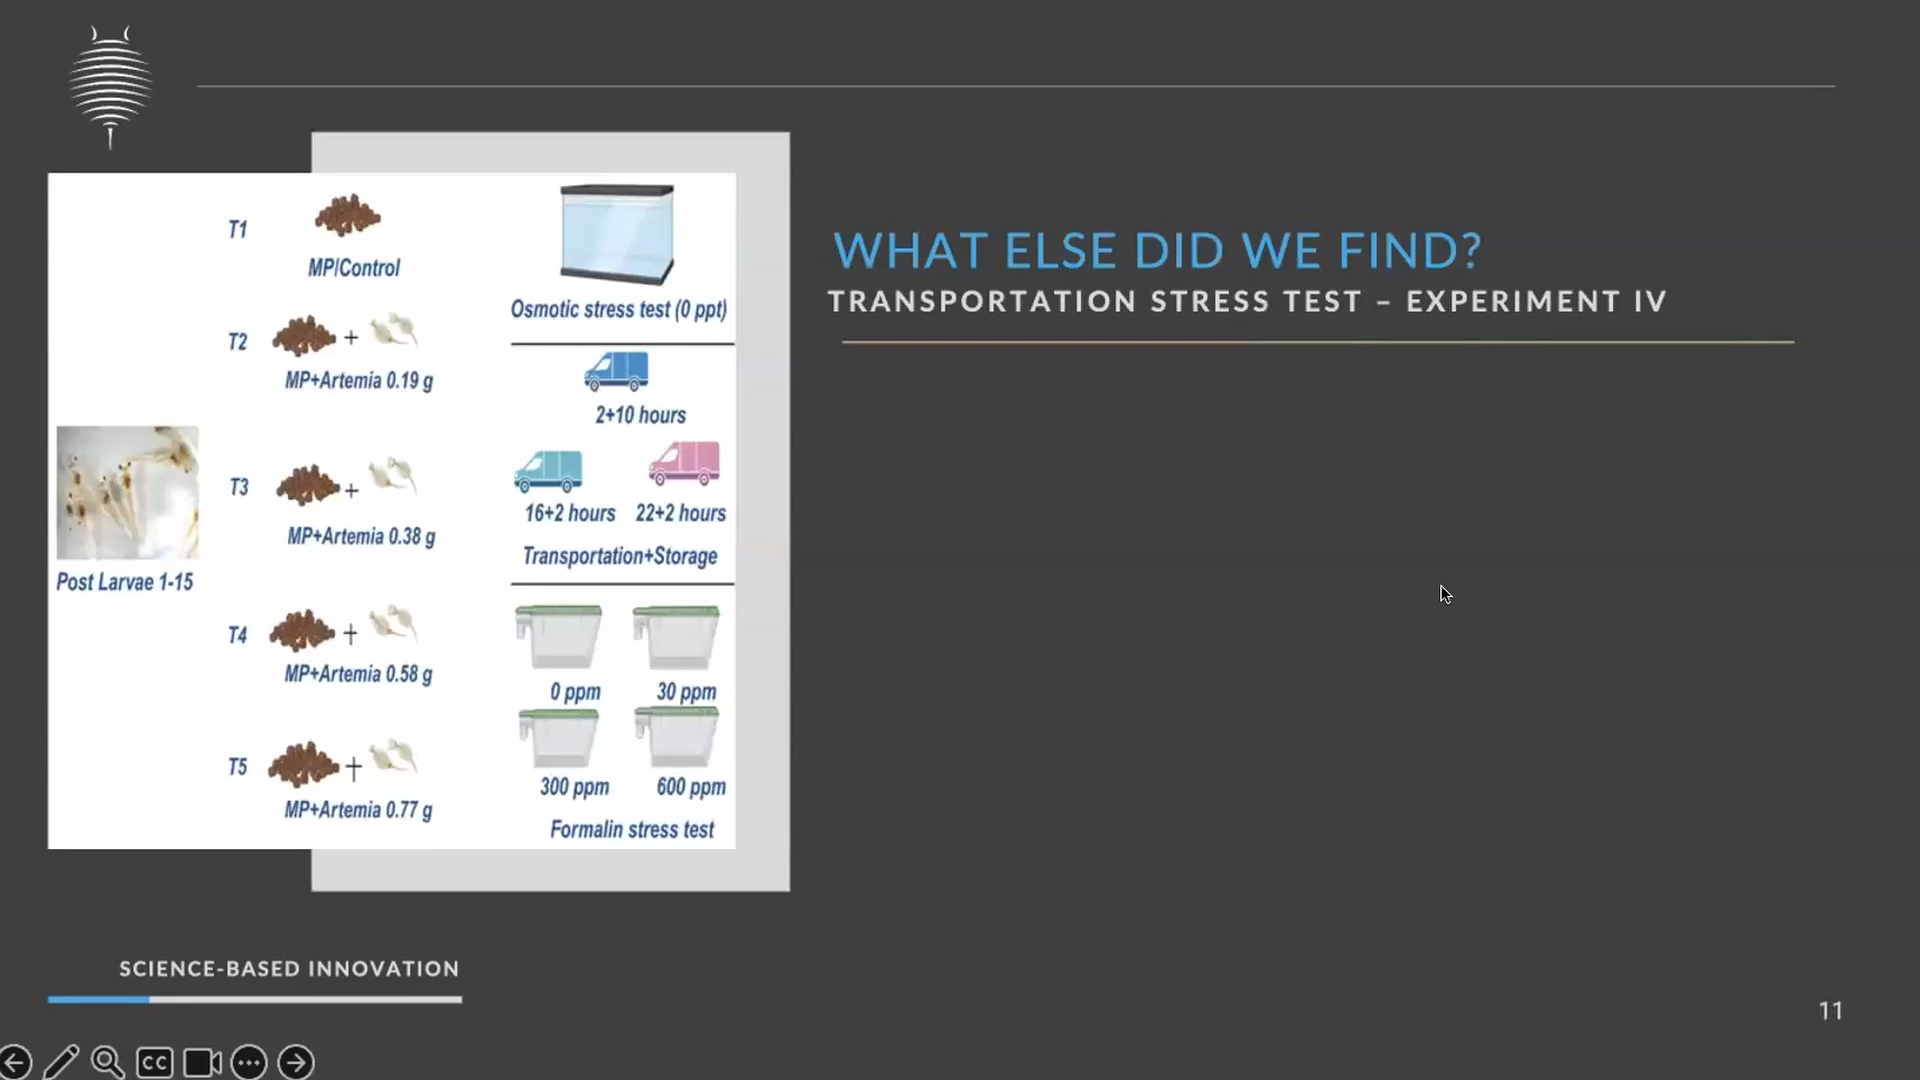 T1
MP/Control
T2
+
MP+Artemia 0.19 g
T3
+
MP+Artemia 0.38 g
Post Larvae 1-15
T4
+
MP+Artemia 0.58 g
T5
+
MP+Artemia 0.77 g
Osmotic stress test (0 ppt)
2+10 hours
16+2 hours 22+2 hours
Transportation+Storage
0 ppm 30 ppm
300 ppm 600 ppm
Formalin stress test
WHAT ELSE DID WE FIND?
TRANSPORTATION STRESS TEST – EXPERIMENT IV
SCIENCE-BASED INNOVATION
11
CC